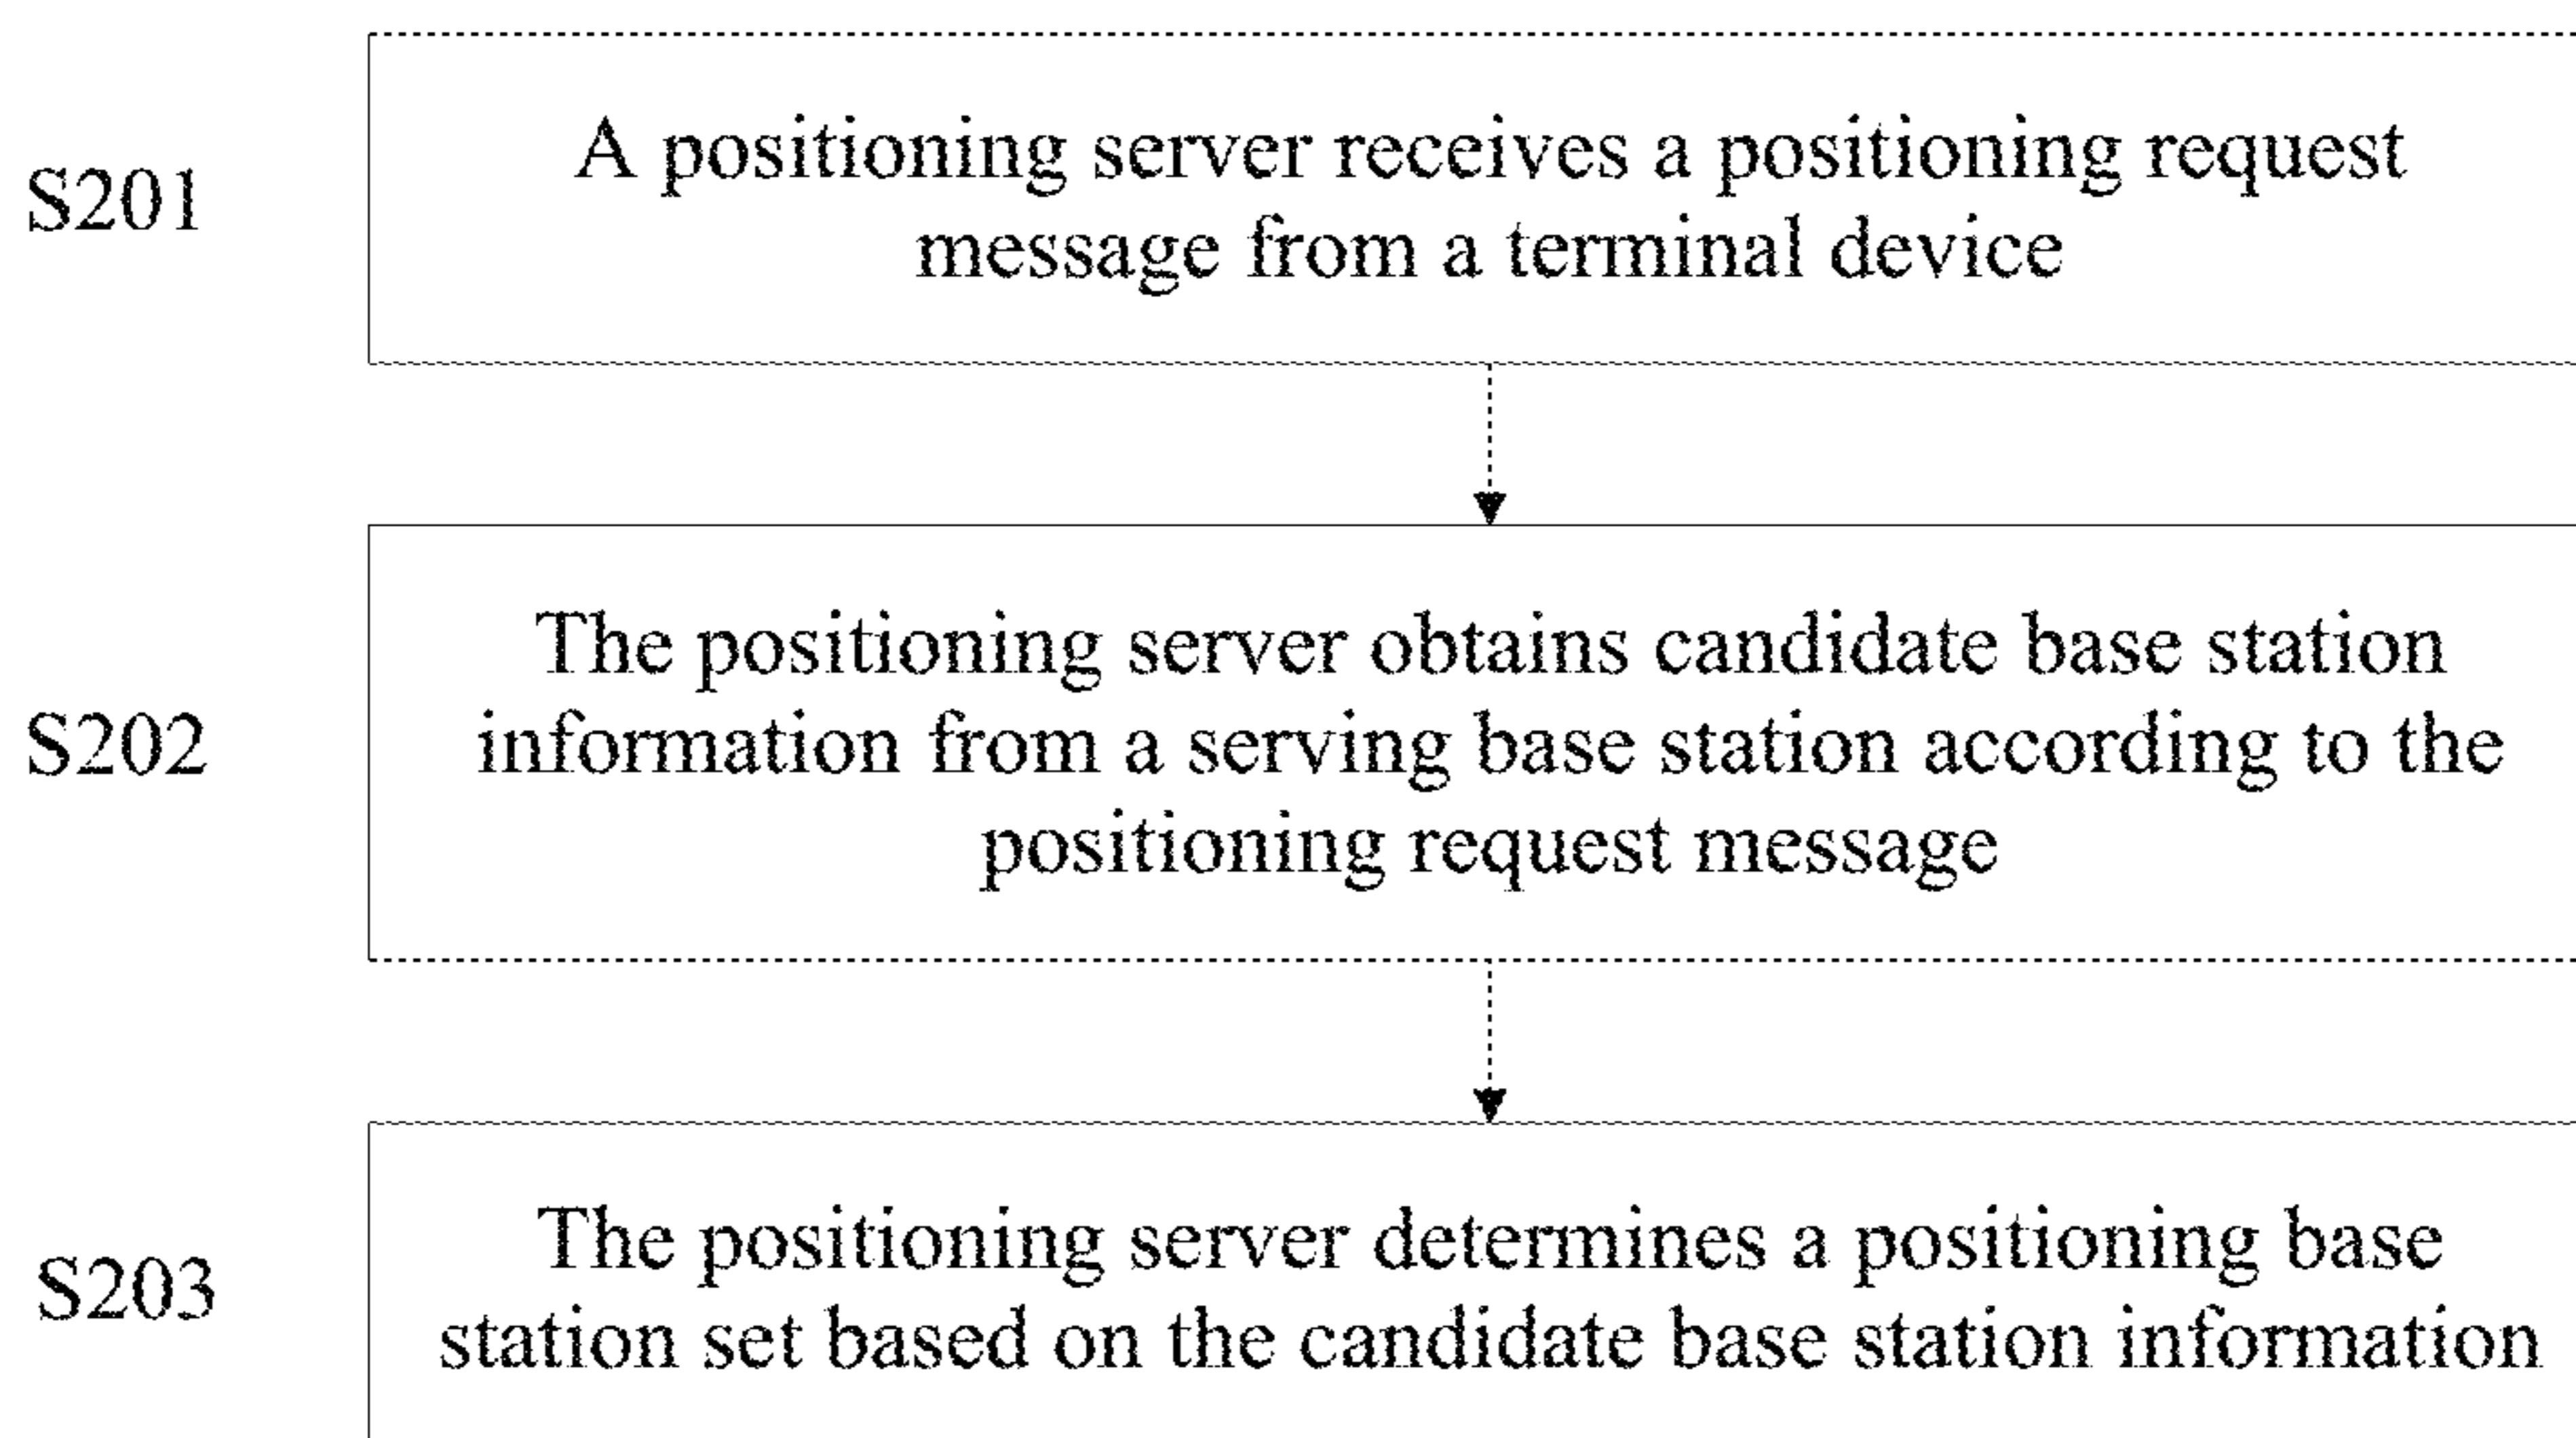 S201
A positioning server receives a positioning request
message from a terminal device
S202
The positioning server obtains candidate base station
information from a serving base station according to the
positioning request message
S203
The positioning server determines a positioning base
station set based on the candidate base station information